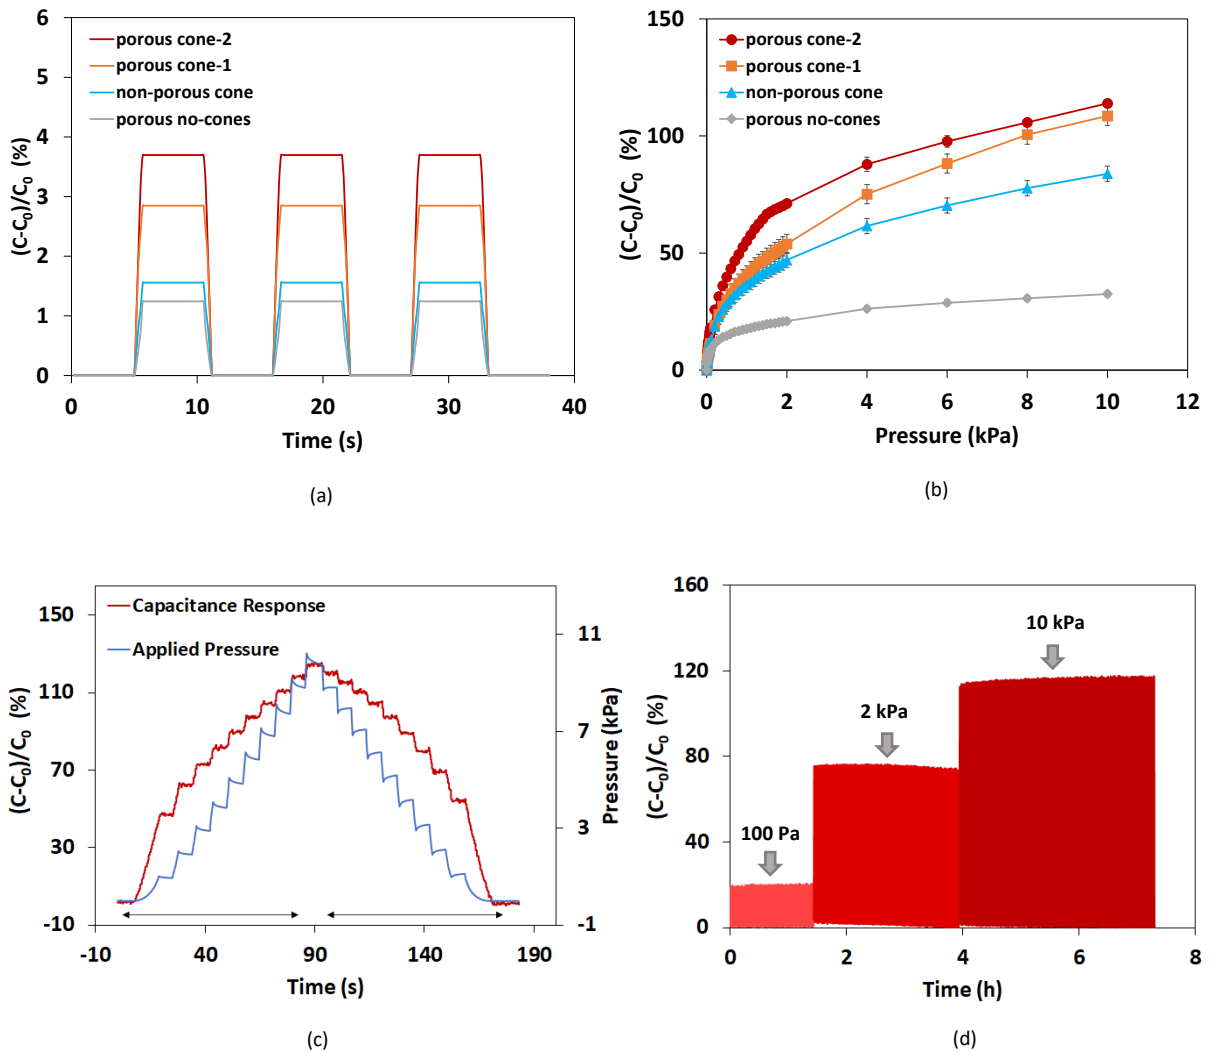 6
5
4
3
2
1
0
(C-C₀)/C₀ (%)
porous cone-2
porous cone-1
non-porous cone
porous no-cones
0 10 20 30 40
Time (s)
(a)
150
100
50
0
(C-C₀)/C₀ (%)
porous cone-2
porous cone-1
non-porous cone
porous no-cones
0 2 4 6 8 10 12
Pressure (kPa)
(b)
150
110
70
30
-10
(C-C₀)/C₀ (%)
Capacitance Response
Applied Pressure
11
7
3
-1
Pressure (kPa)
-10 40 90 140 190
Time (s)
(c)
160
120
80
40
0
(C-C₀)/C₀ (%)
100 Pa
2 kPa
10 kPa
0 2 4 6 8
Time (h)
(d)